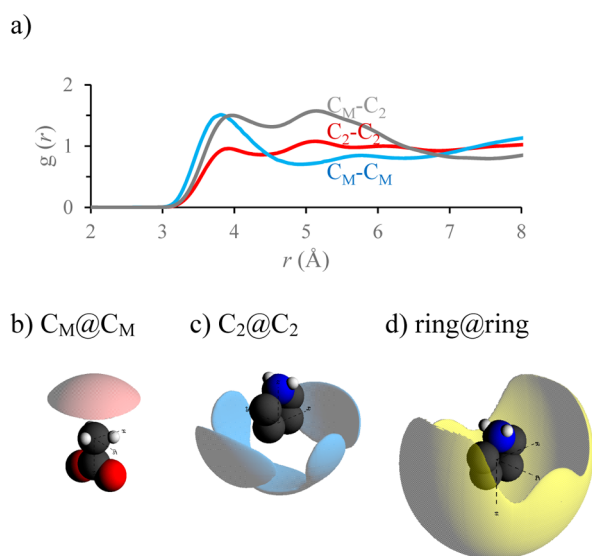 a)
2
1
0
g (r)
C_M-C_2
C_2-C_2
C_M-C_M
2 3 4 5 6 7 8
r (Å)
b) C_M@C_M c) C_2@C_2 d) ring@ring